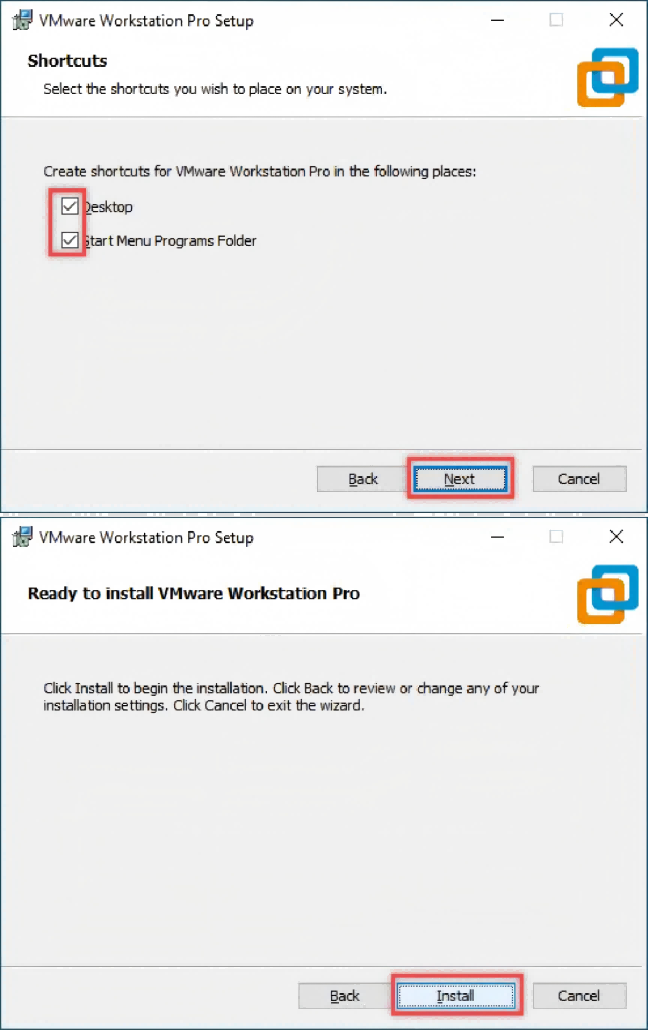 VMware Workstation Pro Setup
Shortcuts
Select the shortcuts you wish to place on your system.
Create shortcuts for VMware Workstation Pro in the following places:
Desktop
Start Menu Programs Folder
Back Next Cancel
VMware Workstation Pro Setup
Ready to install VMware Workstation Pro
Click Install to begin the installation. Click Back to review or change any of your
installation settings. Click Cancel to exit the wizard.
Back Install Cancel